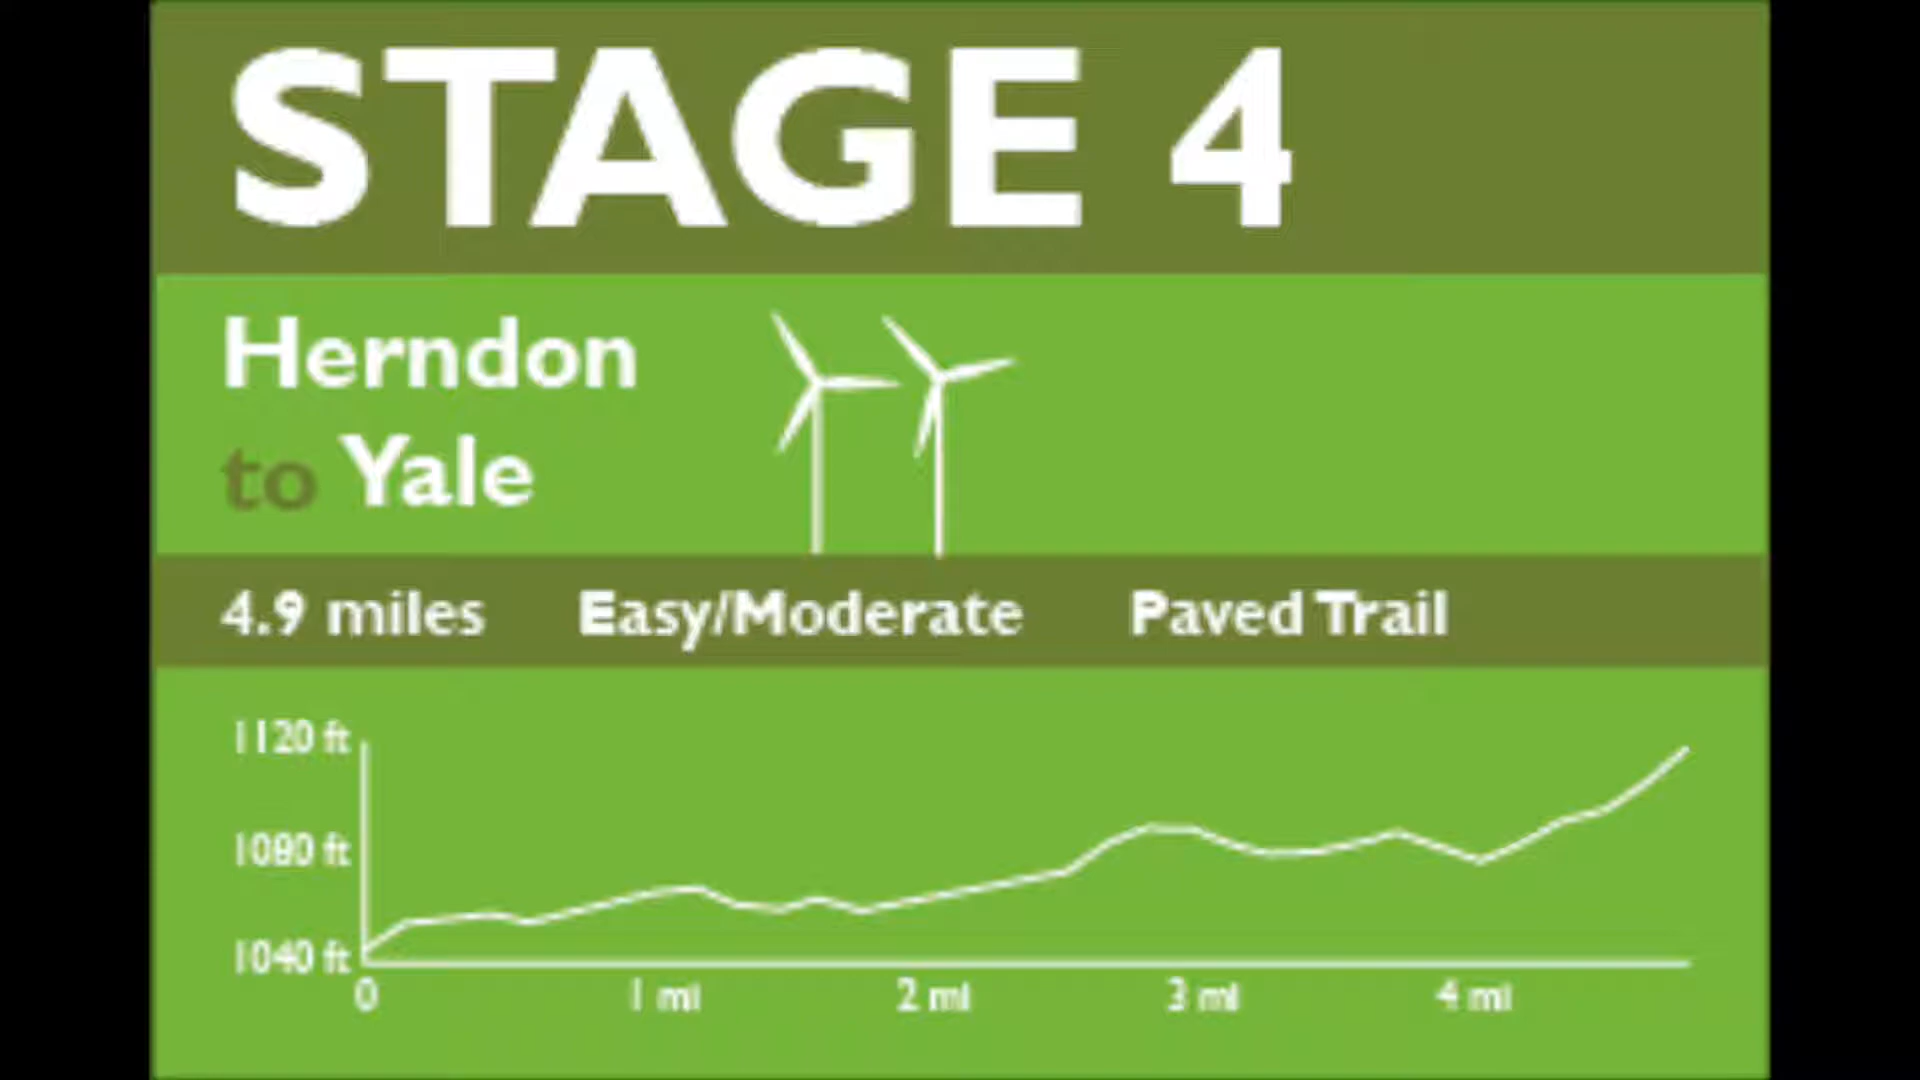 STAGE 4
Herndon
to Yale
4.9 miles Easy/Moderate Paved Trail
1120 ft
1080 ft
1040 ft
0 1 mi 2 mi 3 mi 4 mi